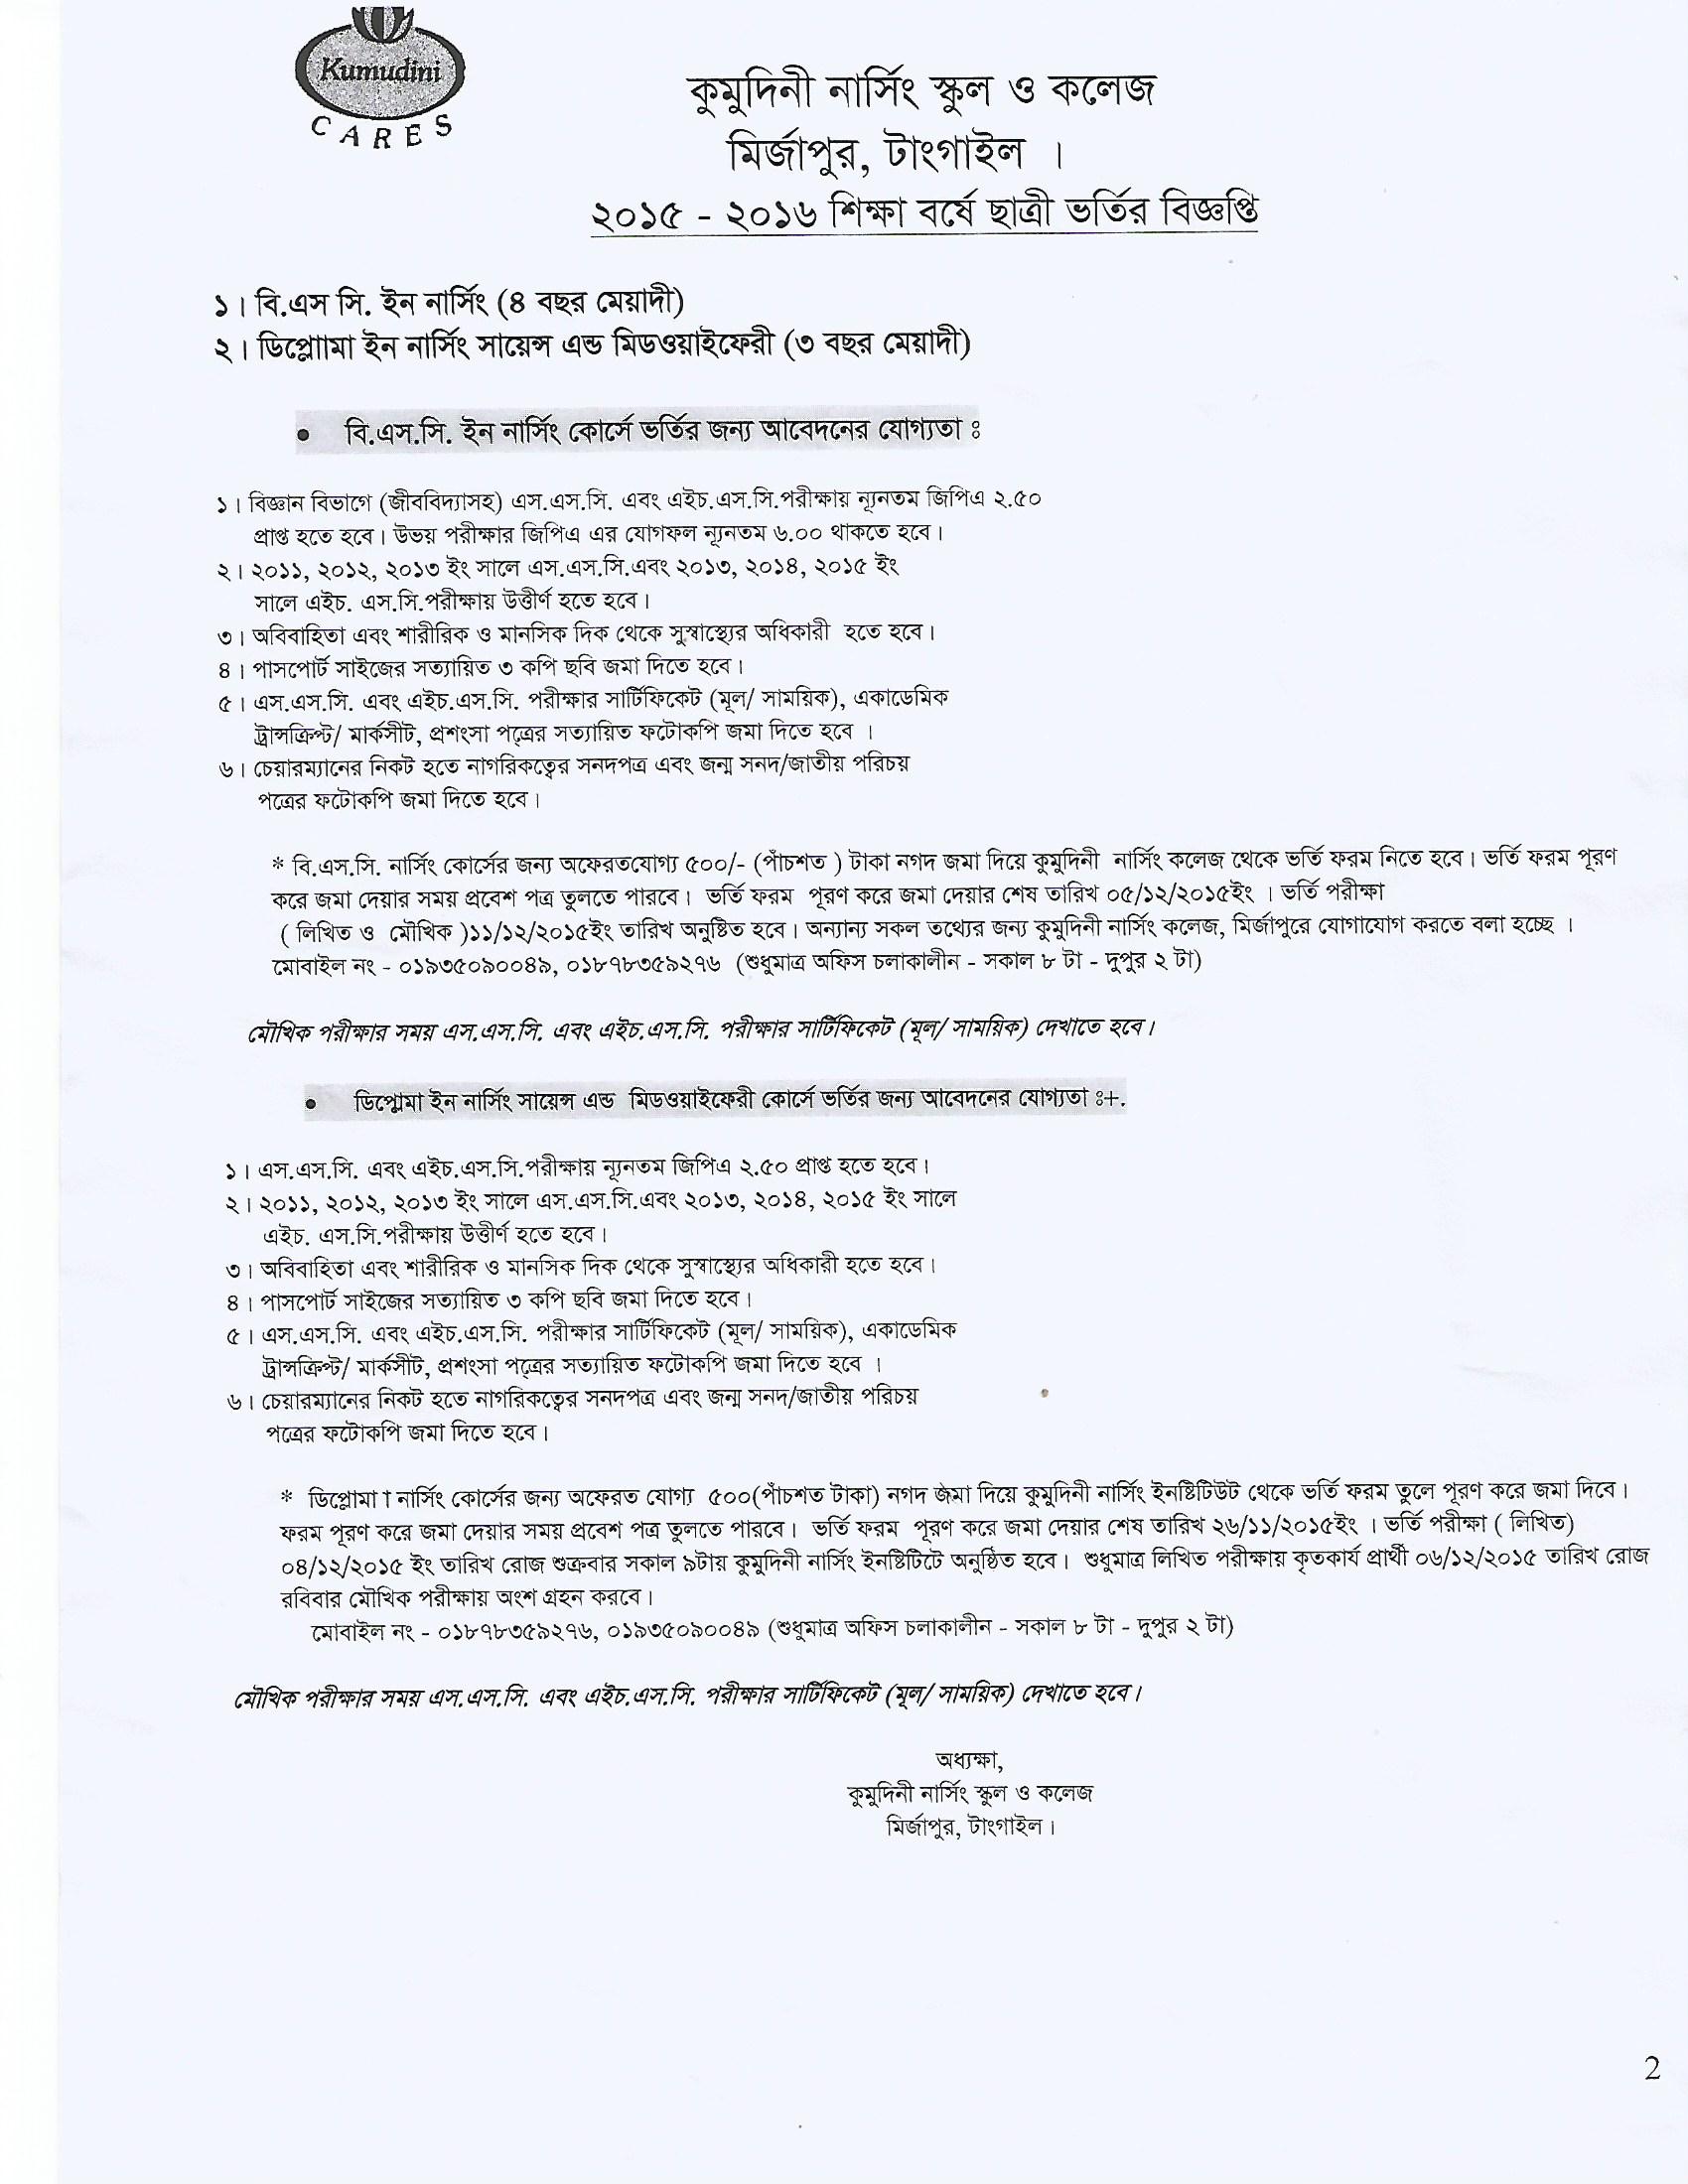 Kumudini
CARES
কুমুদিনী নার্সিং স্কুল ও কলেজ
মির্জাপুর, টাংগাইল ।
২০১৫ - ২০১৬ শিক্ষা বর্ষে ছাত্রী ভর্তির বিজ্ঞপ্তি
১। বি.এস সি. ইন নার্সিং (৪ বছর মেয়াদী)
২। ডিপ্লোামা ইন নার্সিং সায়েন্স এন্ড মিডওয়াইফেরী (৩ বছর মেয়াদী)
• বি.এস.সি. ইন নার্সিং কোর্সে ভর্তির জন্য আবেদনের যোগ্যতা ঃ
১। বিজ্ঞান বিভাগে (জীববিদ্যাসহ) এস.এস.সি. এবং এইচ.এস.সি.পরীক্ষায় ন্যূনতম জিপিএ ২.৫০
প্রাপ্ত হতে হবে। উভয় পরীক্ষার জিপিএ এর যোগফল ন্যূনতম ৬.০০ থাকতে হবে।
২। ২০১১, ২০১২, ২০১৩ ইং সালে এস.এস.সি.এবং ২০১৩, ২০১৪, ২০১৫ ইং
সালে এইচ. এস.সি.পরীক্ষায় উত্তীর্ণ হতে হবে।
৩। অবিবাহিতা এবং শারীরিক ও মানসিক দিক থেকে সুস্বাস্থ্যের অধিকারী হতে হবে।
৪। পাসপোর্ট সাইজের সত্যায়িত ৩ কপি ছবি জমা দিতে হবে।
৫। এস.এস.সি. এবং এইচ.এস.সি. পরীক্ষার সার্টিফিকেট (মূল/ সাময়িক), একাডেমিক
ট্রান্সক্রিপ্ট/ মার্কসীট, প্রশংসা পত্রের সত্যায়িত ফটোকপি জমা দিতে হবে ।
৬। চেয়ারম্যানের নিকট হতে নাগরিকত্বের সনদপত্র এবং জন্ম সনদ/জাতীয় পরিচয়
পত্রের ফটোকপি জমা দিতে হবে।
* বি.এস.সি. নার্সিং কোর্সের জন্য অফেরতযোগ্য ৫০০/- (পাঁচশত ) টাকা নগদ জমা দিয়ে কুমুদিনী নার্সিং কলেজ থেকে ভর্তি ফরম নিতে হবে। ভর্তি ফরম পূরণ
করে জমা দেয়ার সময় প্রবেশ পত্র তুলতে পারবে। ভর্তি ফরম পূরণ করে জমা দেয়ার শেষ তারিখ ০৫/১২/২০১৫ইং । ভর্তি পরীক্ষা
( লিখিত ও মৌখিক )১১/১২/২০১৫ইং তারিখ অনুষ্টিত হবে। অন্যান্য সকল তথ্যের জন্য কুমুদিনী নার্সিং কলেজ, মির্জাপুরে যোগাযোগ করতে বলা হচ্ছে ।
মোবাইল নং - ০১৯৩৫০৯০০৪৯, ০১৮৭৮৩৫৯২৭৬ (শুধুমাত্র অফিস চলাকালীন - সকাল ৮ টা - দুপুর ২ টা)
মৌখিক পরীক্ষার সময় এস.এস.সি. এবং এইচ.এস.সি. পরীক্ষার সার্টিফিকেট (মূল/ সাময়িক) দেখাতে হবে।
• ডিপ্লোমা ইন নার্সিং সায়েন্স এন্ড মিডওয়াইফেরী কোর্সে ভর্তির জন্য আবেদনের যোগ্যতা ঃ+.
১। এস.এস.সি. এবং এইচ.এস.সি.পরীক্ষায় ন্যূনতম জিপিএ ২.৫০ প্রাপ্ত হতে হবে।
২। ২০১১, ২০১২, ২০১৩ ইং সালে এস.এস.সি.এবং ২০১৩, ২০১৪, ২০১৫ ইং সালে
এইচ. এস.সি.পরীক্ষায় উত্তীর্ণ হতে হবে।
৩। অবিবাহিতা এবং শারীরিক ও মানসিক দিক থেকে সুস্বাস্থ্যের অধিকারী হতে হবে।
৪। পাসপোর্ট সাইজের সত্যায়িত ৩ কপি ছবি জমা দিতে হবে।
৫। এস.এস.সি. এবং এইচ.এস.সি. পরীক্ষার সার্টিফিকেট (মূল/ সাময়িক), একাডেমিক
ট্রান্সক্রিপ্ট/ মার্কসীট, প্রশংসা পত্রের সত্যায়িত ফটোকপি জমা দিতে হবে ।
৬। চেয়ারম্যানের নিকট হতে নাগরিকত্বের সনদপত্র এবং জন্ম সনদ/জাতীয় পরিচয়
পত্রের ফটোকপি জমা দিতে হবে।
* ডিপ্লোমা া নার্সিং কোর্সের জন্য অফেরত যোগ্য ৫০০(পাঁচশত টাকা) নগদ জমা দিয়ে কুমুদিনী নার্সিং ইনষ্টিটিউট থেকে ভর্তি ফরম তুলে পূরণ করে জমা দিবে।
ফরম পূরণ করে জমা দেয়ার সময় প্রবেশ পত্র তুলতে পারবে। ভর্তি ফরম পূরণ করে জমা দেয়ার শেষ তারিখ ২৬/১১/২০১৫ইং । ভর্তি পরীক্ষা ( লিখিত)
০৪/১২/২০১৫ ইং তারিখ রোজ শুক্রবার সকাল ৯টায় কুমুদিনী নার্সিং ইনষ্টিটিটে অনুষ্ঠিত হবে। শুধুমাত্র লিখিত পরীক্ষায় কৃতকার্য প্রার্থী ০৬/১২/২০১৫ তারিখ রোজ
রবিবার মৌখিক পরীক্ষায় অংশ গ্রহন করবে।
মোবাইল নং - ০১৮৭৮৩৫৯২৭৬, ০১৯৩৫০৯০০৪৯ (শুধুমাত্র অফিস চলাকালীন - সকাল ৮ টা - দুপুর ২ টা)
মৌখিক পরীক্ষার সময় এস.এস.সি. এবং এইচ.এস.সি. পরীক্ষার সার্টিফিকেট (মূল/ সাময়িক) দেখাতে হবে।
অধ্যক্ষা,
কুমুদিনী নার্সিং স্কুল ও কলেজ
মির্জাপুর, টাংগাইল।
2